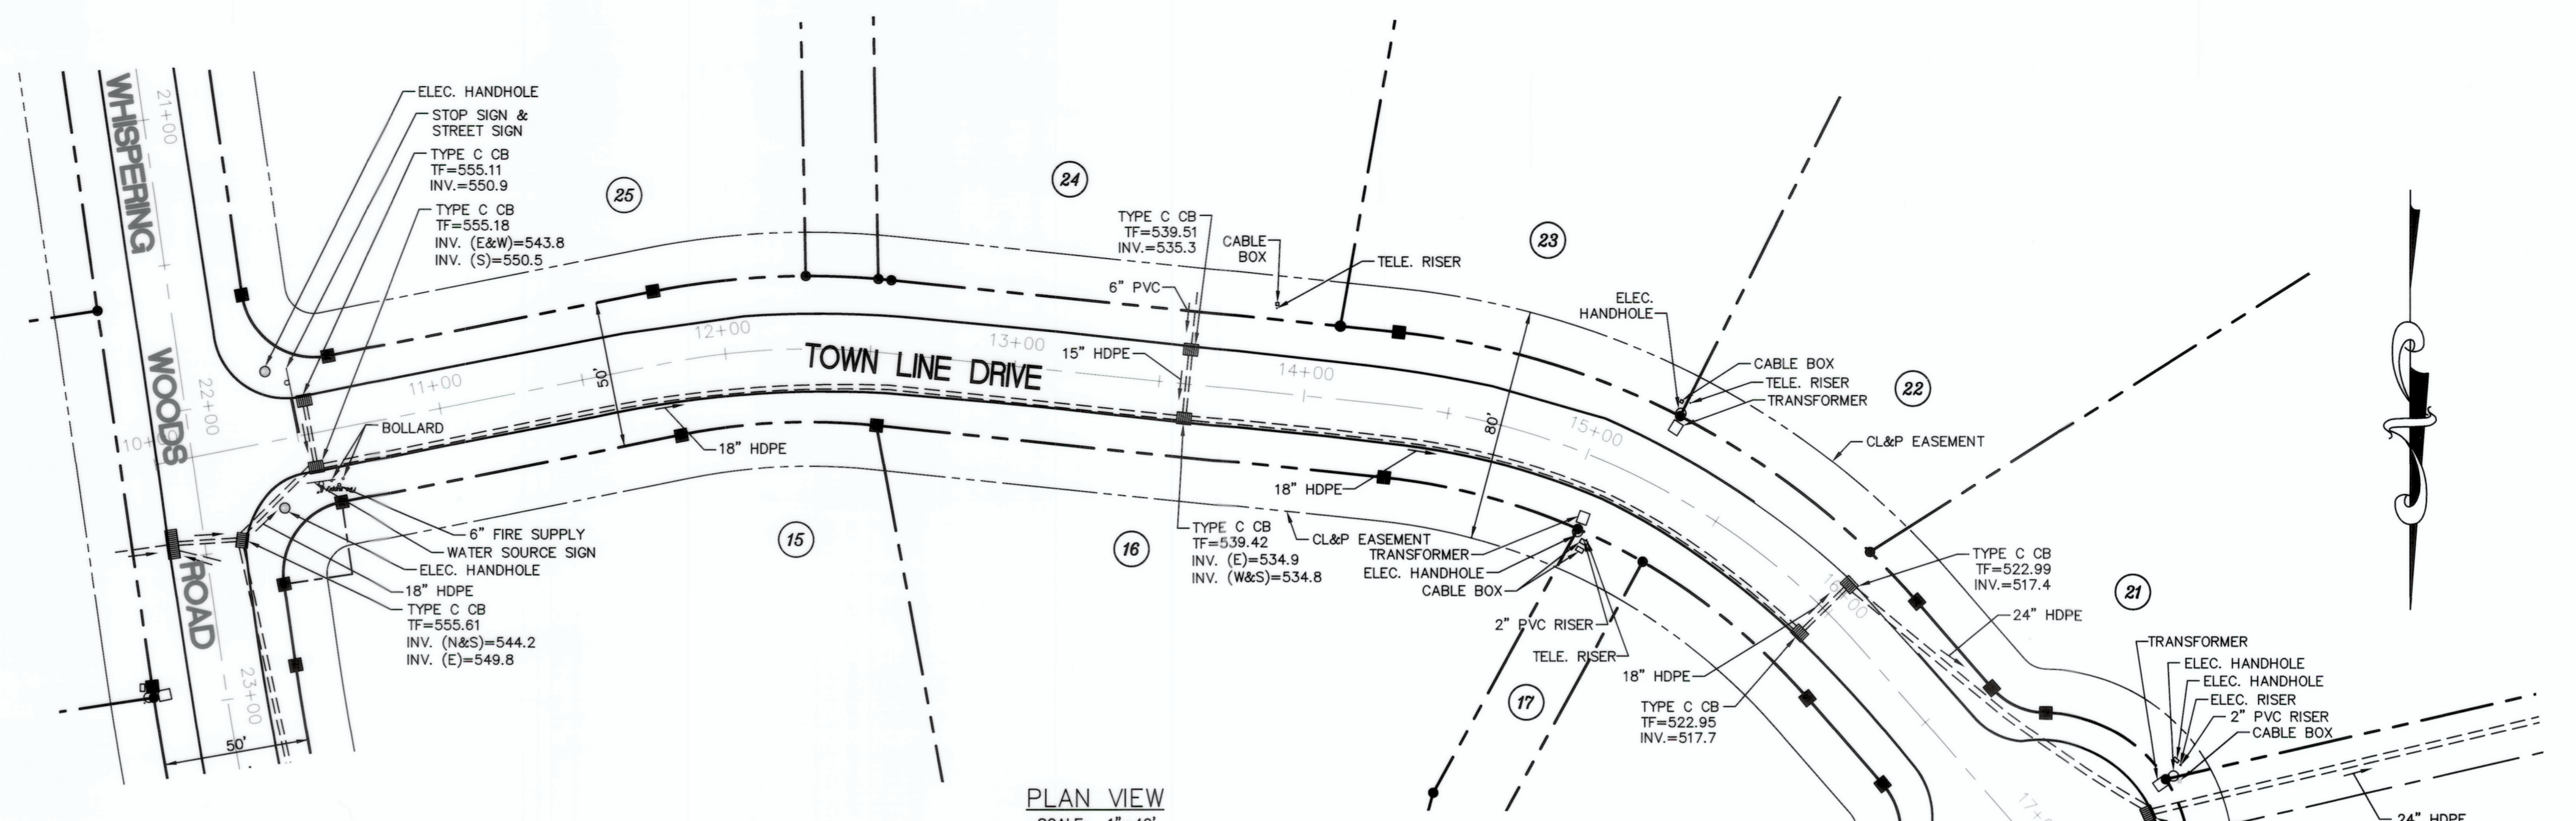 WHISPERING
WOODS
ROAD
21+00
22+00
23+00
10+00
50'
ELEC. HANDHOLE
STOP SIGN &
STREET SIGN
TYPE C CB
TF=555.11
INV.=550.9
TYPE C CB
TF=555.18
INV. (E&W)=543.8
INV. (S)=550.5
BOLLARD
6" FIRE SUPPLY
WATER SOURCE SIGN
ELEC. HANDHOLE
18" HDPE
TYPE C CB
TF=555.61
INV. (N&S)=544.2
INV. (E)=549.8
25
11+00
50'
12+00
18" HDPE
TOWN LINE DRIVE
15
24
13+00
TYPE C CB
TF=539.51
INV.=535.3
6" PVC
15" HDPE
CABLE
BOX
TELE. RISER
14+00
16
TYPE C CB
TF=539.42
INV. (E)=534.9
INV. (W&S)=534.8
18" HDPE
CL&P EASEMENT
TRANSFORMER
ELEC. HANDHOLE
CABLE BOX
2" PVC RISER
TELE. RISER
80'
23
ELEC.
HANDHOLE
CABLE BOX
TELE. RISER
TRANSFORMER
15+00
22
CL&P EASEMENT
17
18" HDPE
TYPE C CB
TF=522.95
INV.=517.7
16+00
TYPE C CB
TF=522.99
INV.=517.4
24" HDPE
21
TRANSFORMER
ELEC. HANDHOLE
ELEC. HANDHOLE
ELEC. RISER
2" PVC RISER
CABLE BOX
24" HDPE
PLAN VIEW